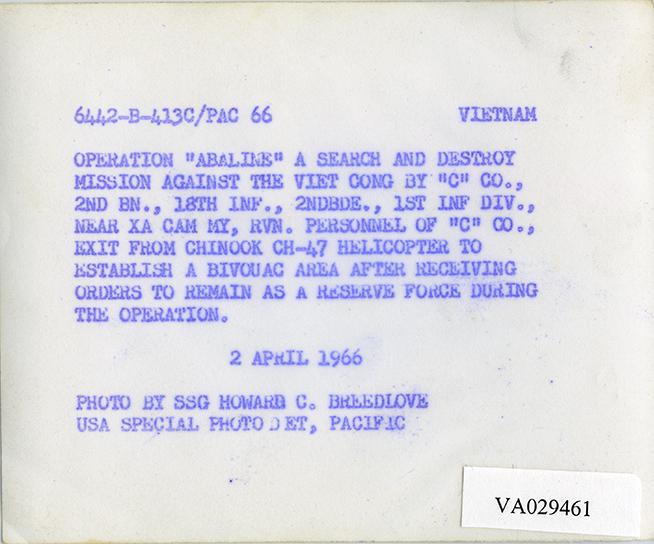 6442-B-413C/PAC 66 VIETNAM
OPERATION "ABALINE" A SEARCH AND DESTROY
MISSION AGAINST THE VIET CONG BY "C" CO.,
2ND BN., 18TH INF., 2NDBDE., 1ST INF DIV.,
NEAR XA CAM MY, RVN. PERSONNEL OF "C" CO.,
EXIT FROM CHINOOK CH-47 HELICOPTER TO
ESTABLISH A BIVOUAC AREA AFTER RECEIVING
ORDERS TO REMAIN AS A RESERVE FORCE DURING
THE OPERATION.
2 APRIL 1966
PHOTO BY SSG HOWARD C. BREEDLOVE
USA SPECIAL PHOTO DET, PACIFIC
VA029461